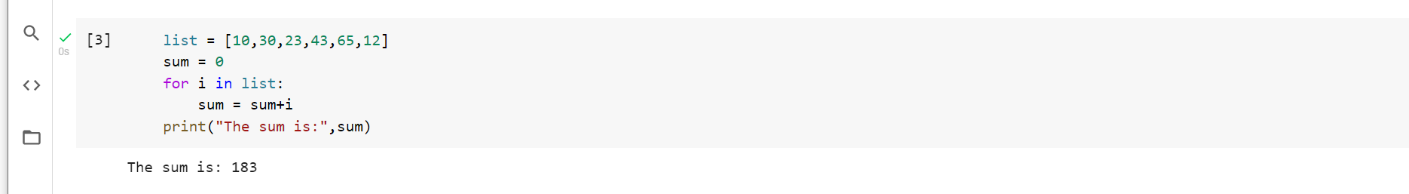 [3] list = [10,30,23,43,65,12]
0s
sum = 0
for i in list:
    sum = sum+i
print("The sum is:",sum)
The sum is: 183